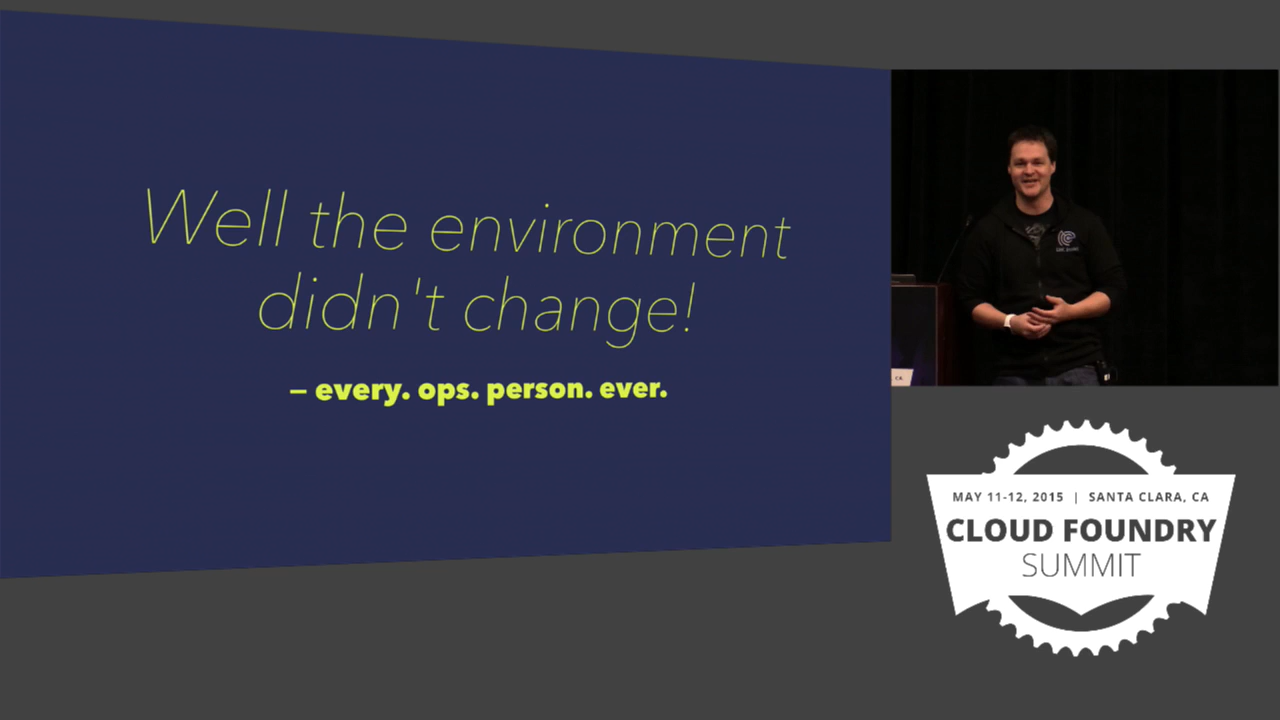 Well the environment
didn't change!
– every. ops. person. ever.
, CA
MAY 11-12, 2015 | SANTA CLARA, CA
CLOUD FOUNDRY
SUMMIT